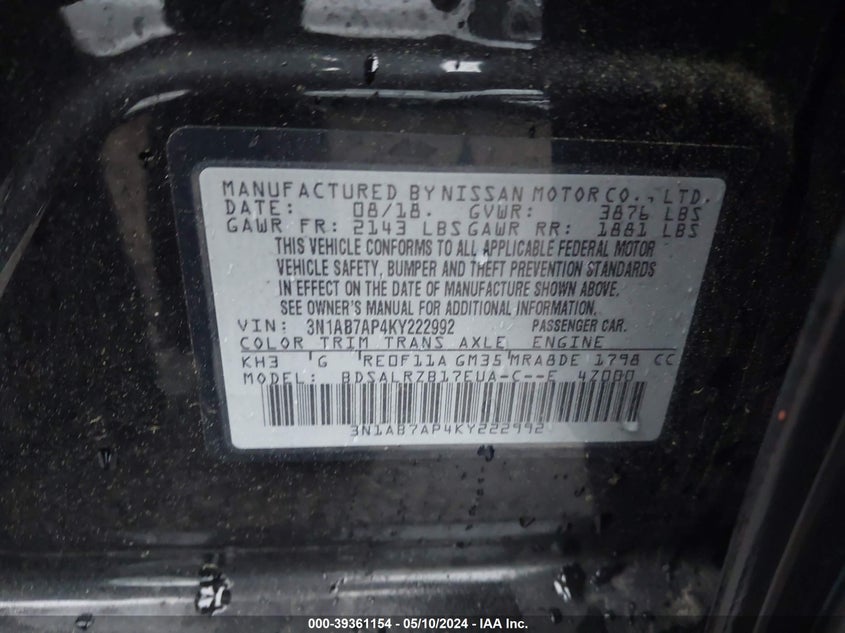 MANUFACTURED BY NISSAN MOTOR CO., LTD.
DATE: 08/18. GVWR: 3876 LBS
GAWR FR: 2143 LBS GAWR RR: 1881 LBS
THIS VEHICLE CONFORMS TO ALL APPLICABLE FEDERAL MOTOR
VEHICLE SAFETY, BUMPER AND THEFT PREVENTION STANDARDS
IN EFFECT ON THE DATE OF MANUFACTURE SHOWN ABOVE.
SEE OWNER'S MANUAL FOR ADDITIONAL INFORMATION.
VIN: 3N1AB7AP4KY222992 PASSENGER CAR.
COLOR TRIM TRANS AXLE ENGINE
KH3 G RE0F11A GM35 MRA8DE 1798 CC
MODEL: BDSALRZB17EUA-C--E 4Z0B0
3N1AB7AP4KY222992
000-39361154 — 05/10/2024 — IAA Inc.